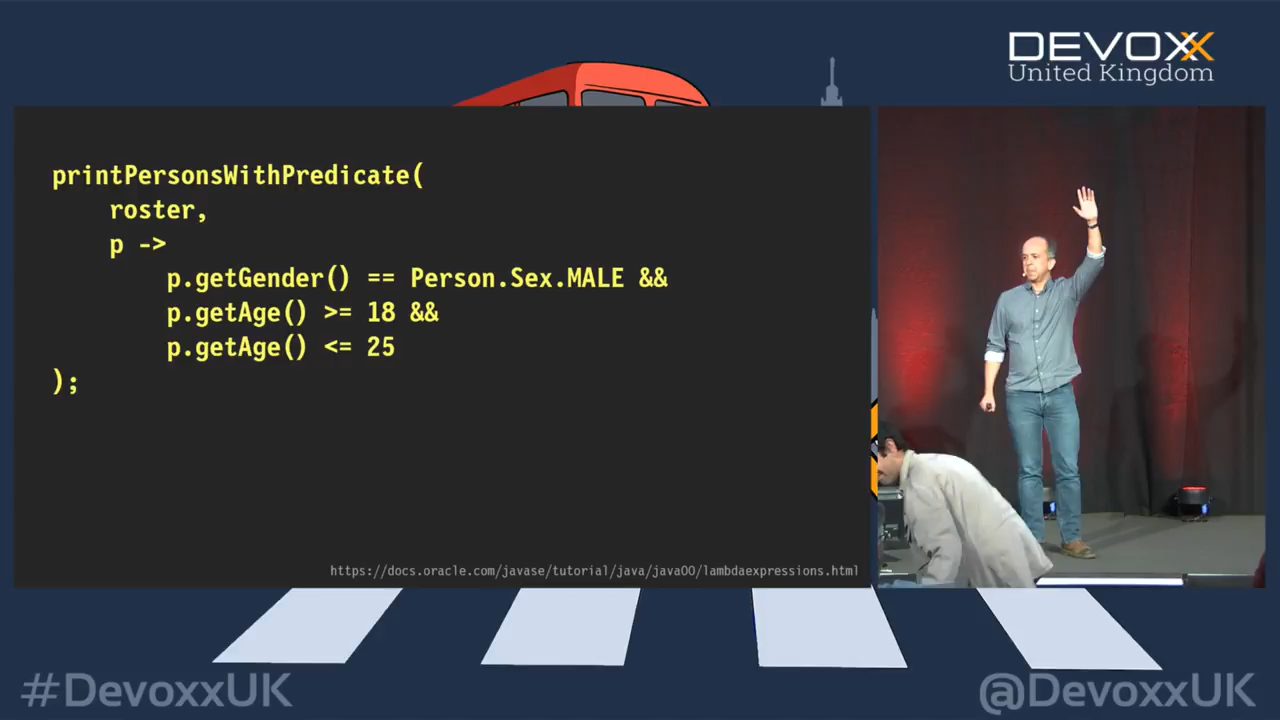 DEVOXX
United Kingdom
printPersonsWithPredicate(
roster,
p ->
p.getGender() == Person.Sex.MALE &&
p.getAge() >= 18 &&
p.getAge() <= 25
);
https://docs.oracle.com/javase/tutorial/java/javaOO/lambdaexpressions.html
#DevoxxUK
@DevoxxUK